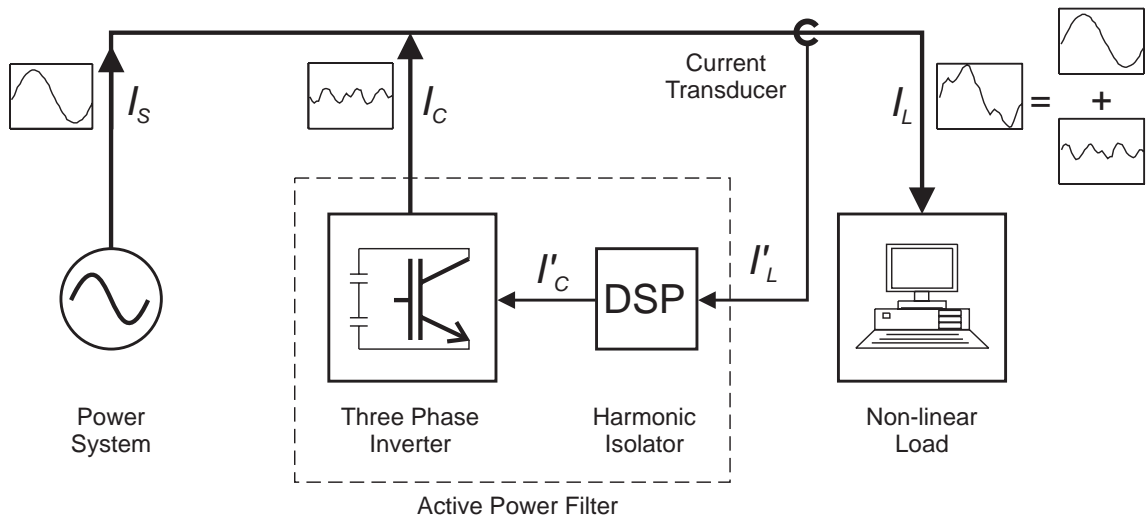 Current
Transducer
I_S
I_C
I_L
=
+
I'_C
I'_L
DSP
Power
System
Three Phase
Inverter
Harmonic
Isolator
Non-linear
Load
Active Power Filter